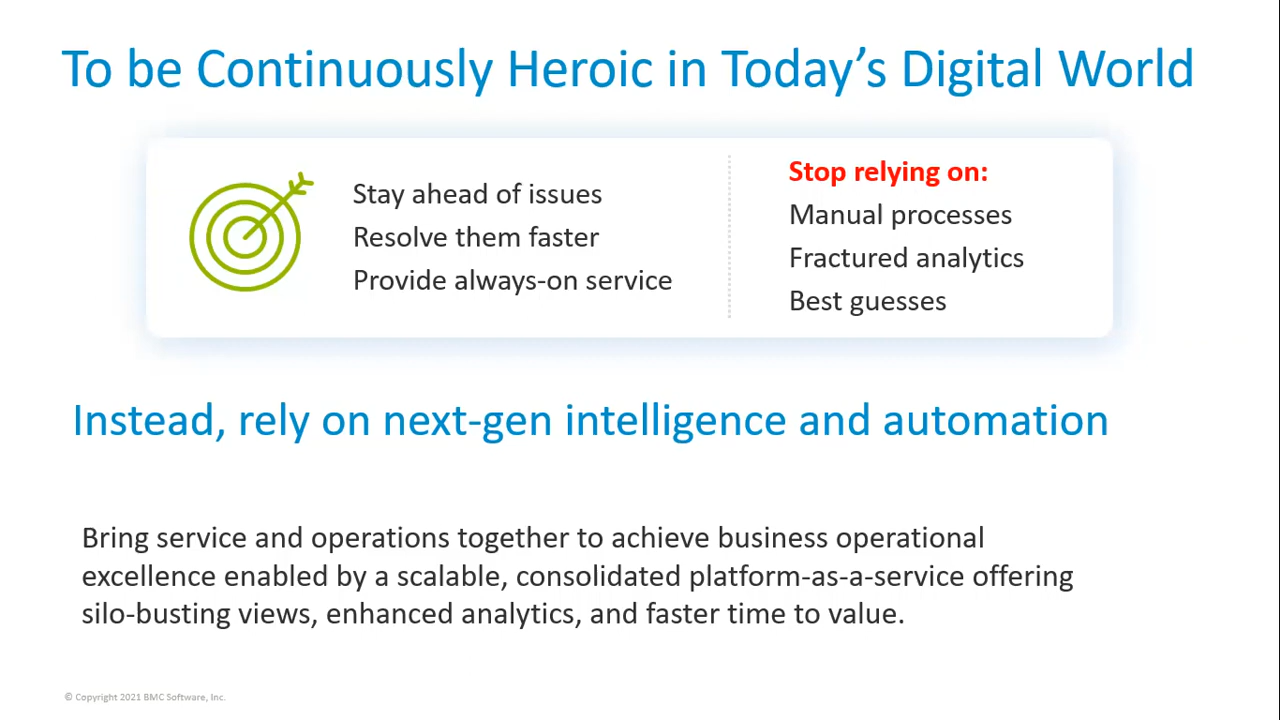 To be Continuously Heroic in Today’s Digital World
Stay ahead of issues
Resolve them faster
Provide always-on service
Stop relying on:
Manual processes
Fractured analytics
Best guesses
Instead, rely on next-gen intelligence and automation
Bring service and operations together to achieve business operational
excellence enabled by a scalable, consolidated platform-as-a-service offering
silo-busting views, enhanced analytics, and faster time to value.
© Copyright 2021 BMC Software, Inc.